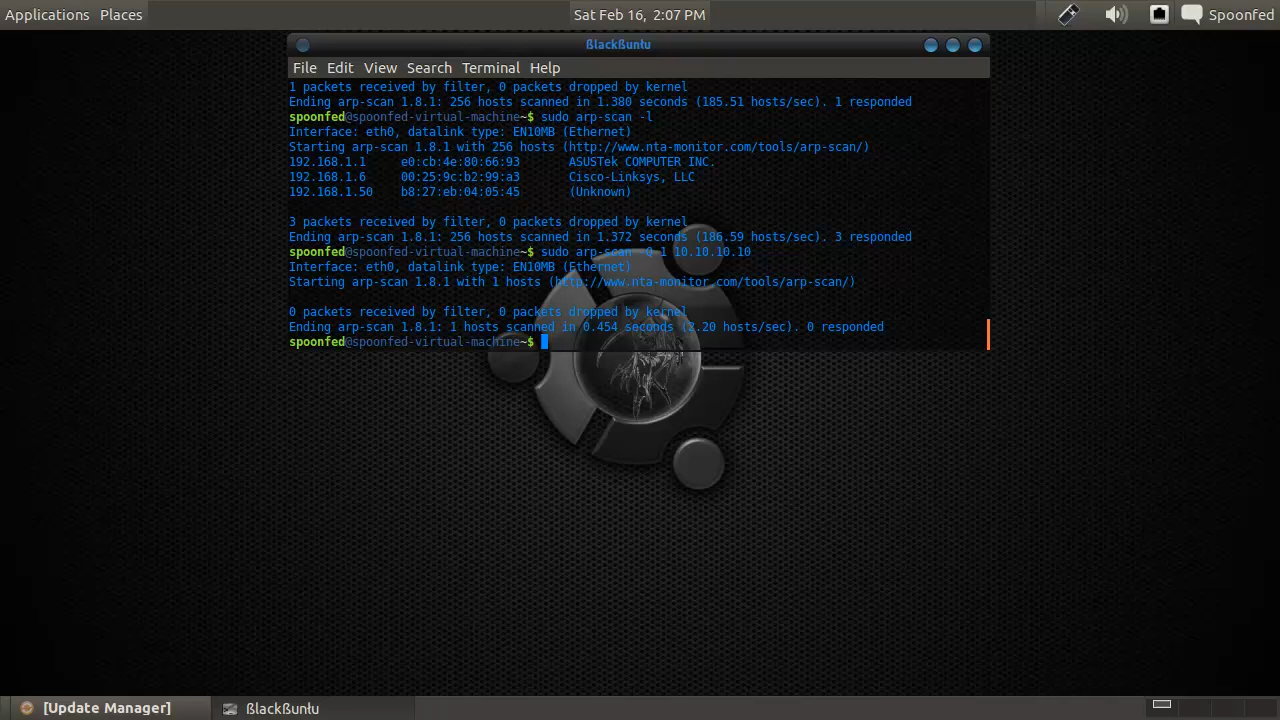 Applications Places Sat Feb 16, 2:07 PM Spoonfed
ßlackßunłu
File Edit View Search Terminal Help
1 packets received by filter, 0 packets dropped by kernel
Ending arp-scan 1.8.1: 256 hosts scanned in 1.380 seconds (185.51 hosts/sec). 1 responded
spoonfed@spoonfed-virtual-machine~$ sudo arp-scan -l
Interface: eth0, datalink type: EN10MB (Ethernet)
Starting arp-scan 1.8.1 with 256 hosts (http://www.nta-monitor.com/tools/arp-scan/)
192.168.1.1 e0:cb:4e:80:66:93 ASUSTek COMPUTER INC.
192.168.1.6 00:25:9c:b2:99:a3 Cisco-Linksys, LLC
192.168.1.50 b8:27:eb:04:05:45 (Unknown)
3 packets received by filter, 0 packets dropped by kernel
Ending arp-scan 1.8.1: 256 hosts scanned in 1.372 seconds (186.59 hosts/sec). 3 responded
spoonfed@spoonfed-virtual-machine~$ sudo arp-scan -Q 1 10.10.10.10
Interface: eth0, datalink type: EN10MB (Ethernet)
Starting arp-scan 1.8.1 with 1 hosts (http://www.nta-monitor.com/tools/arp-scan/)
0 packets received by filter, 0 packets dropped by kernel
Ending arp-scan 1.8.1: 1 hosts scanned in 0.454 seconds (2.20 hosts/sec). 0 responded
spoonfed@spoonfed-virtual-machine~$
[Update Manager] ßlackßunłu